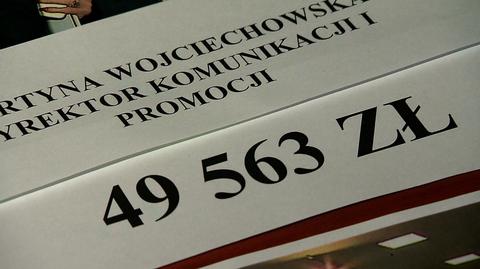 RTYNA WOJCIECHOWSKA
YREKTOR KOMUNIKACJI I
PROMOCJI
49 563 ZŁ